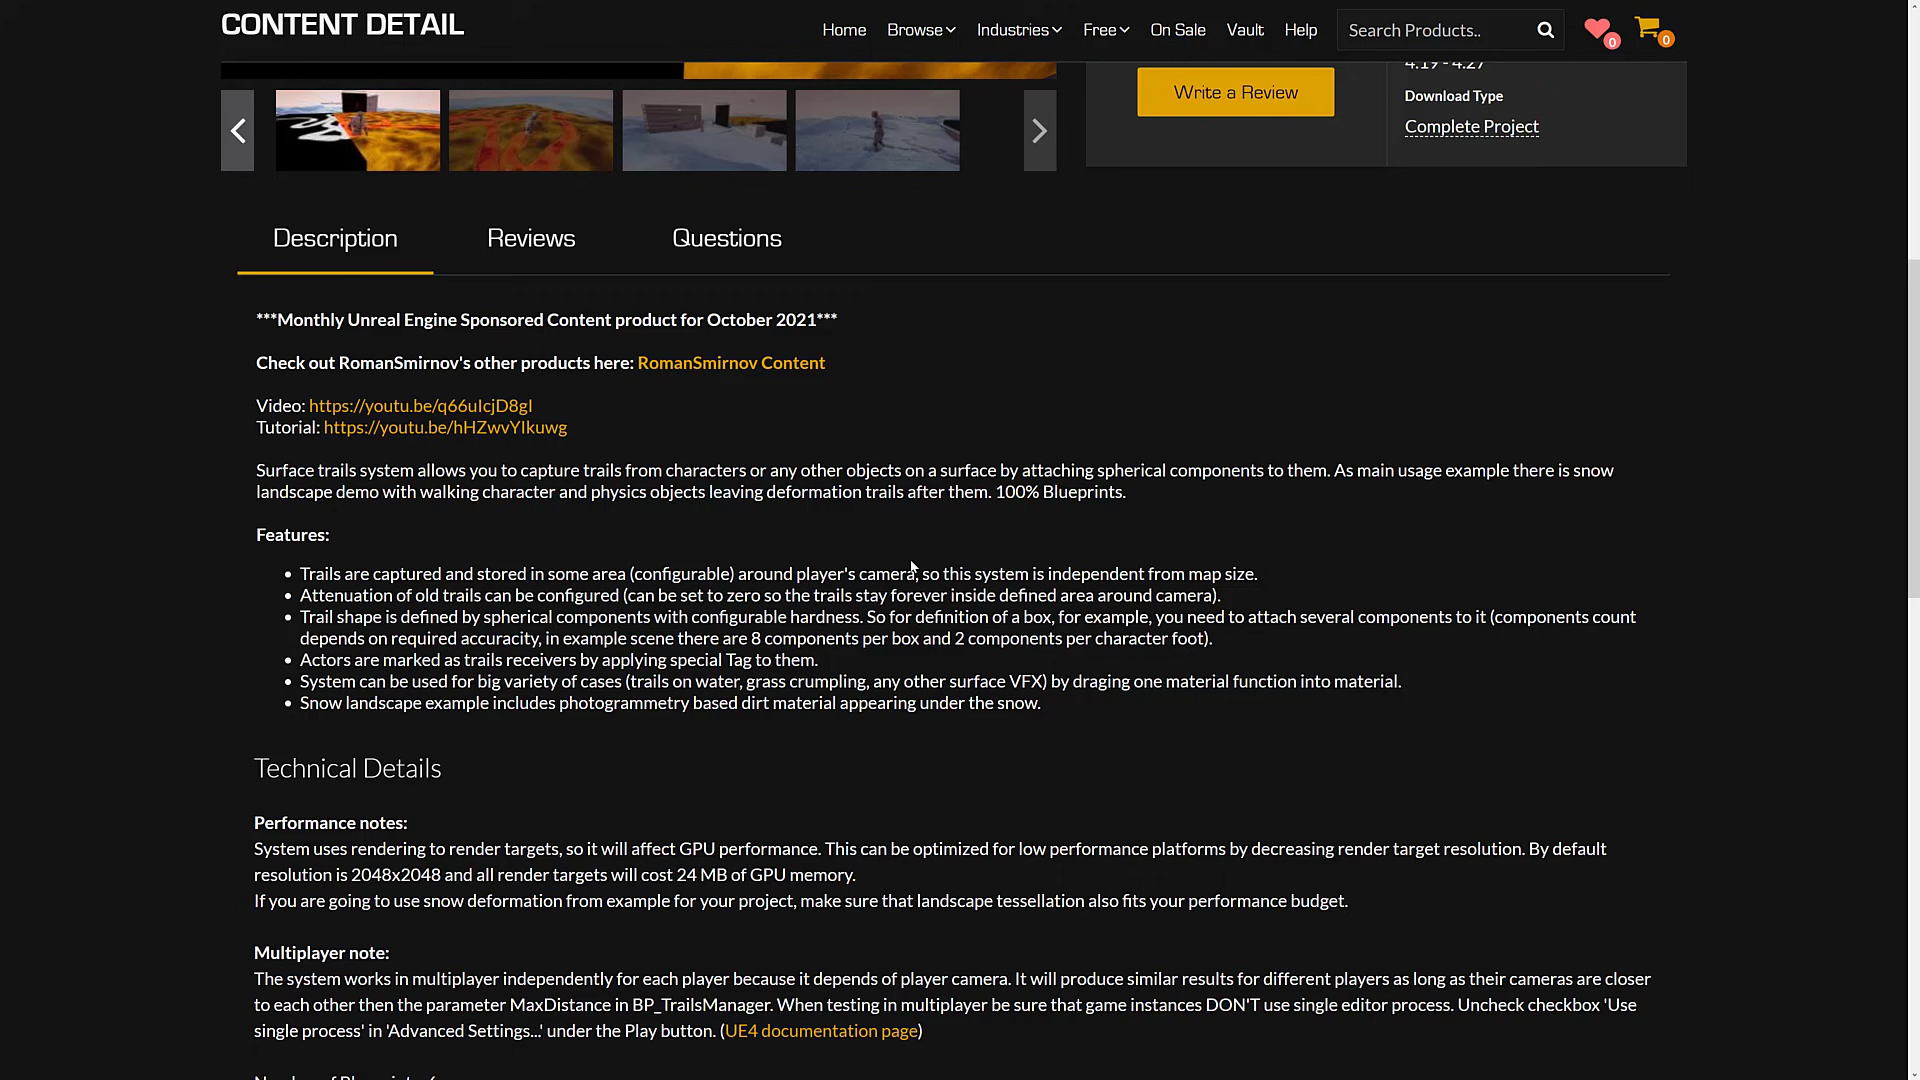 CONTENT DETAIL
Home Browse Industries Free On Sale Vault Help Search Products.. 0 0
4.19 - 4.27
Write a Review
Download Type
Complete Project
Description Reviews Questions
***Monthly Unreal Engine Sponsored Content product for October 2021***
Check out RomanSmirnov's other products here: RomanSmirnov Content
Video: https://youtu.be/q66uIcjD8gI
Tutorial: https://youtu.be/hHZwvYIkuwg
Surface trails system allows you to capture trails from characters or any other objects on a surface by attaching spherical components to them. As main usage example there is snow
landscape demo with walking character and physics objects leaving deformation trails after them. 100% Blueprints.
Features:
• Trails are captured and stored in some area (configurable) around player's camera, so this system is independent from map size.
• Attenuation of old trails can be configured (can be set to zero so the trails stay forever inside defined area around camera).
• Trail shape is defined by spherical components with configurable hardness. So for definition of a box, for example, you need to attach several components to it (components count
depends on required accuracity, in example scene there are 8 components per box and 2 components per character foot).
• Actors are marked as trails receivers by applying special Tag to them.
• System can be used for big variety of cases (trails on water, grass crumpling, any other surface VFX) by draging one material function into material.
• Snow landscape example includes photogrammetry based dirt material appearing under the snow.
Technical Details
Performance notes:
System uses rendering to render targets, so it will affect GPU performance. This can be optimized for low performance platforms by decreasing render target resolution. By default
resolution is 2048x2048 and all render targets will cost 24 MB of GPU memory.
If you are going to use snow deformation from example for your project, make sure that landscape tessellation also fits your performance budget.
Multiplayer note:
The system works in multiplayer independently for each player because it depends of player camera. It will produce similar results for different players as long as their cameras are closer
to each other then the parameter MaxDistance in BP_TrailsManager. When testing in multiplayer be sure that game instances DON'T use single editor process. Uncheck checkbox 'Use
single process' in 'Advanced Settings...' under the Play button. (UE4 documentation page)